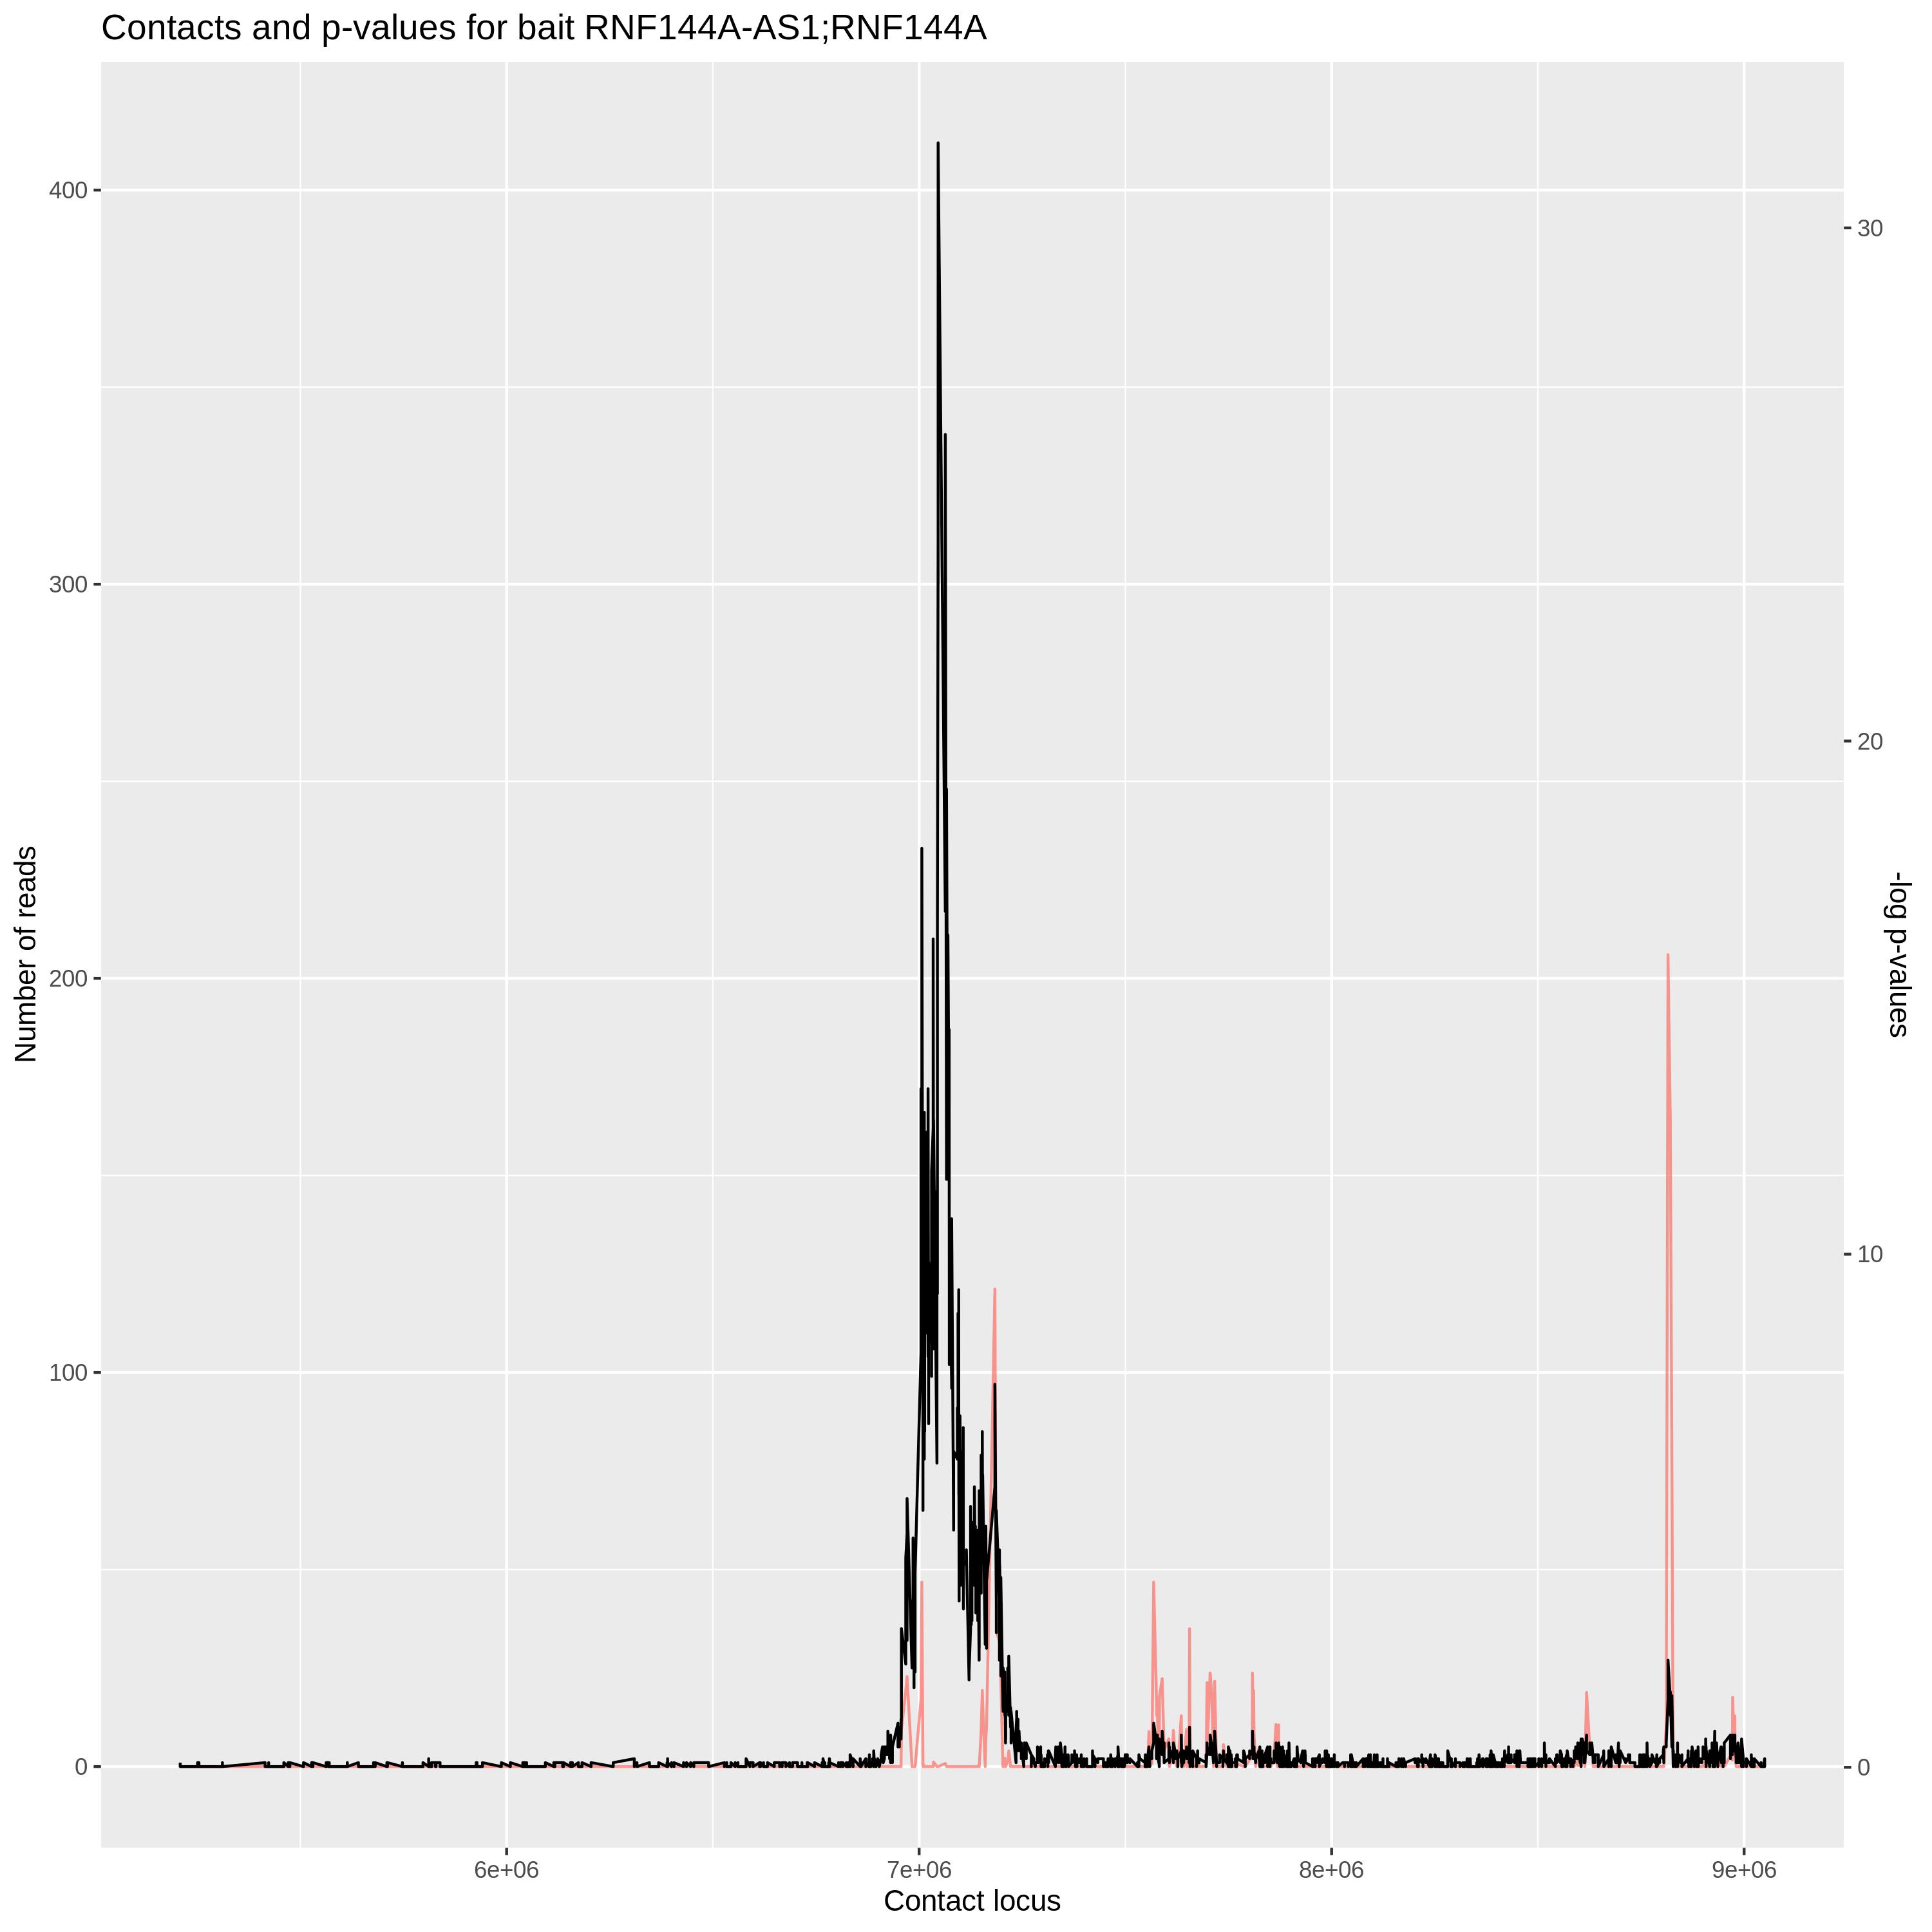 Contacts and p-values for bait RNF144A-AS1;RNF144A
400
300
200
100
0
Number of reads
30
20
10
0
-log p-values
6e+06
7e+06
8e+06
9e+06
Contact locus